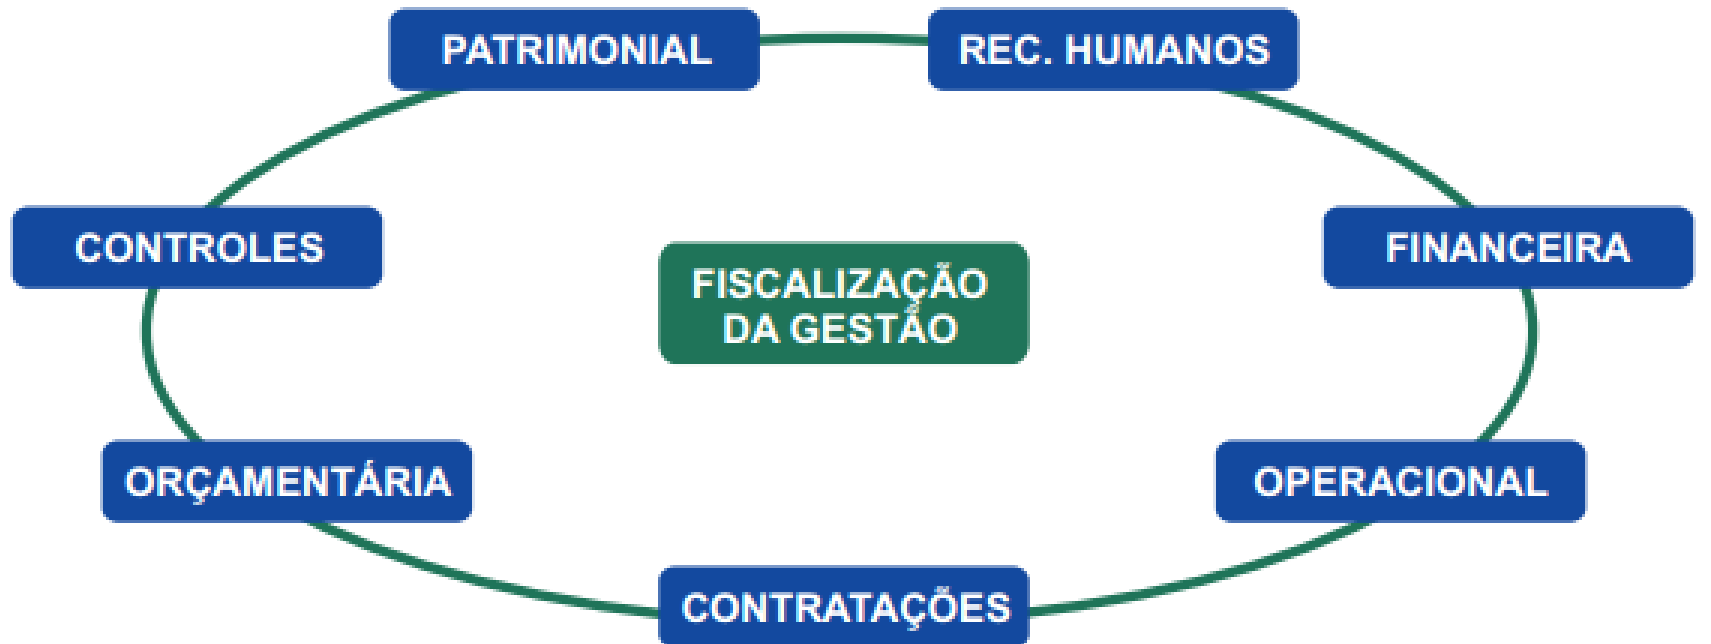 PATRIMONIAL
REC. HUMANOS
CONTROLES
FINANCEIRA
FISCALIZAÇÃO
DA GESTÃO
ORÇAMENTÁRIA
OPERACIONAL
CONTRATAÇÕES